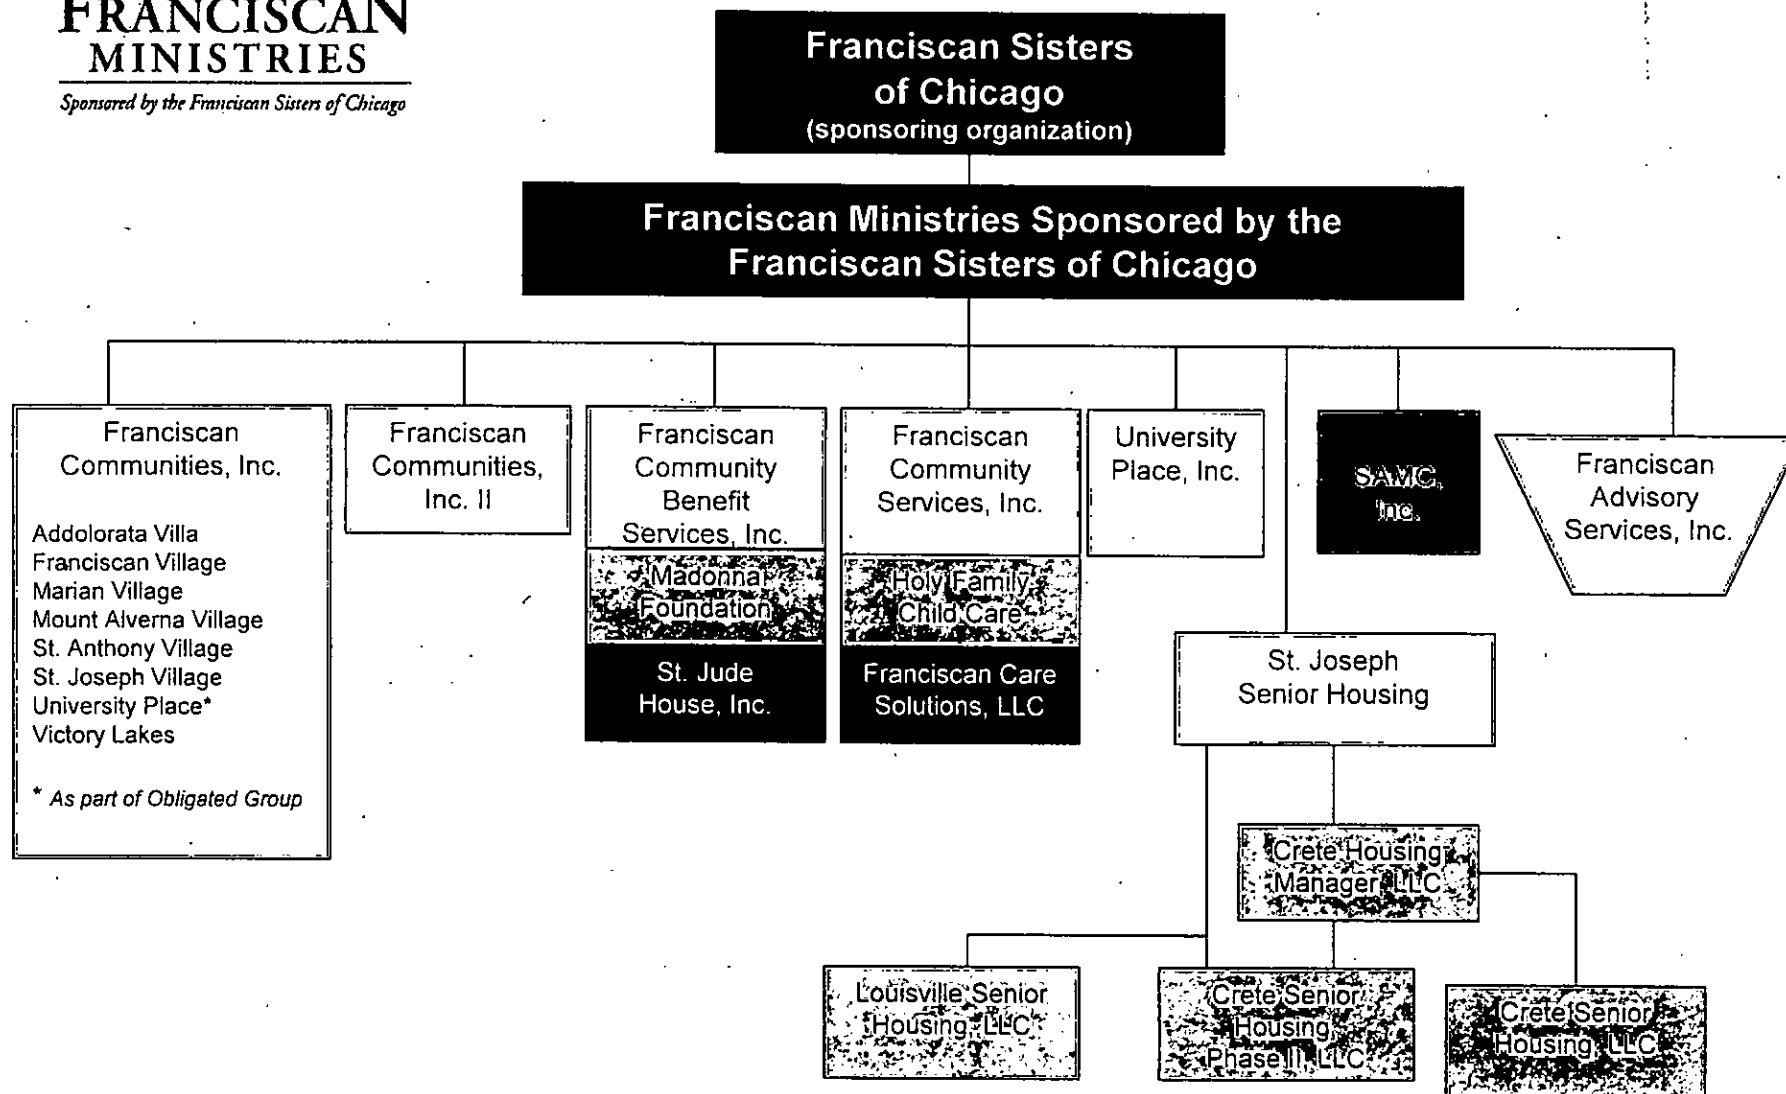 FRANCISCAN
MINISTRIES
Sponsored by the Franciscan Sisters of Chicago
Franciscan Sisters
of Chicago
(sponsoring organization)
Franciscan Ministries Sponsored by the
Franciscan Sisters of Chicago
Franciscan
Communities, Inc.
Addolorata Villa
Franciscan Village
Marian Village
Mount Alverna Village
St. Anthony Village
St. Joseph Village
University Place*
Victory Lakes
* As part of Obligated Group
Franciscan
Communities,
Inc. II
Franciscan
Community
Benefit
Services, Inc.
Madonna
Foundation
St. Jude
House, Inc.
Franciscan
Community
Services, Inc.
Holy Family
Child Care
Franciscan Care
Solutions, LLC
University
Place, Inc.
SAMC,
Inc.
Franciscan
Advisory
Services, Inc.
St. Joseph
Senior Housing
Crete Housing
Manager, LLC
Louisville Senior
Housing, LLC
Crete Senior
Housing
Phase II, LLC
Crete Senior
Housing, LLC